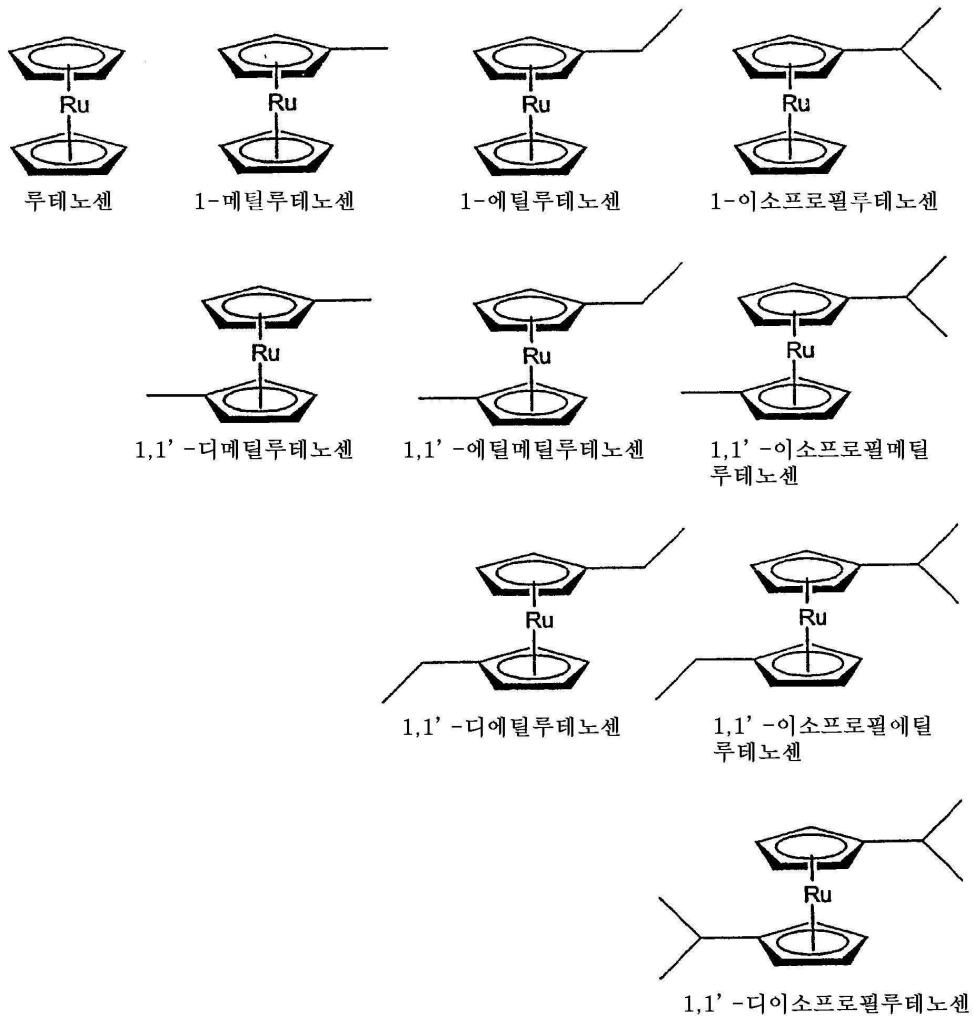 Ru
Ru
Ru
Ru
루테노센
1-메틸루테노센
1-에틸루테노센
1-이소프로필루테노센
Ru
Ru
Ru
1,1' -디메틸루테노센
1,1' -에틸메틸루테노센
1,1' -이소프로필메틸
루테노센
Ru
Ru
1,1' -디에틸루테노센
1,1' -이소프로필에틸
루테노센
Ru
1,1' -디이소프로필루테노센